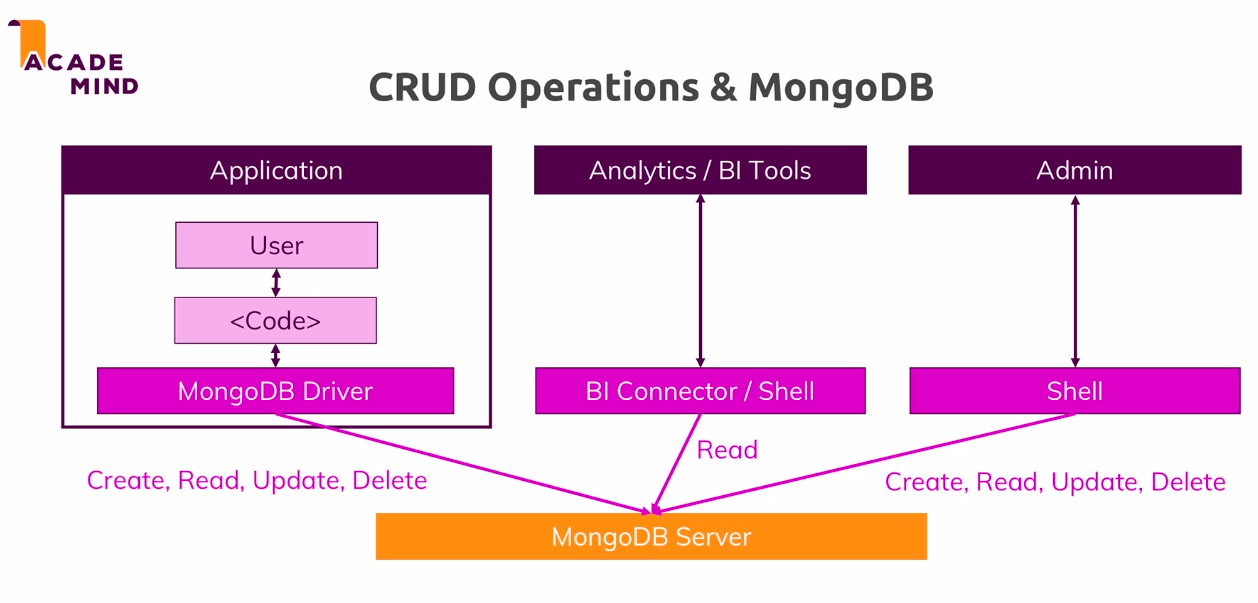 ACADE
MIND
CRUD Operations & MongoDB
Application
Analytics / BI Tools
Admin
User
<Code>
MongoDB Driver
BI Connector / Shell
Shell
Read
Create, Read, Update, Delete
Create, Read, Update, Delete
MongoDB Server